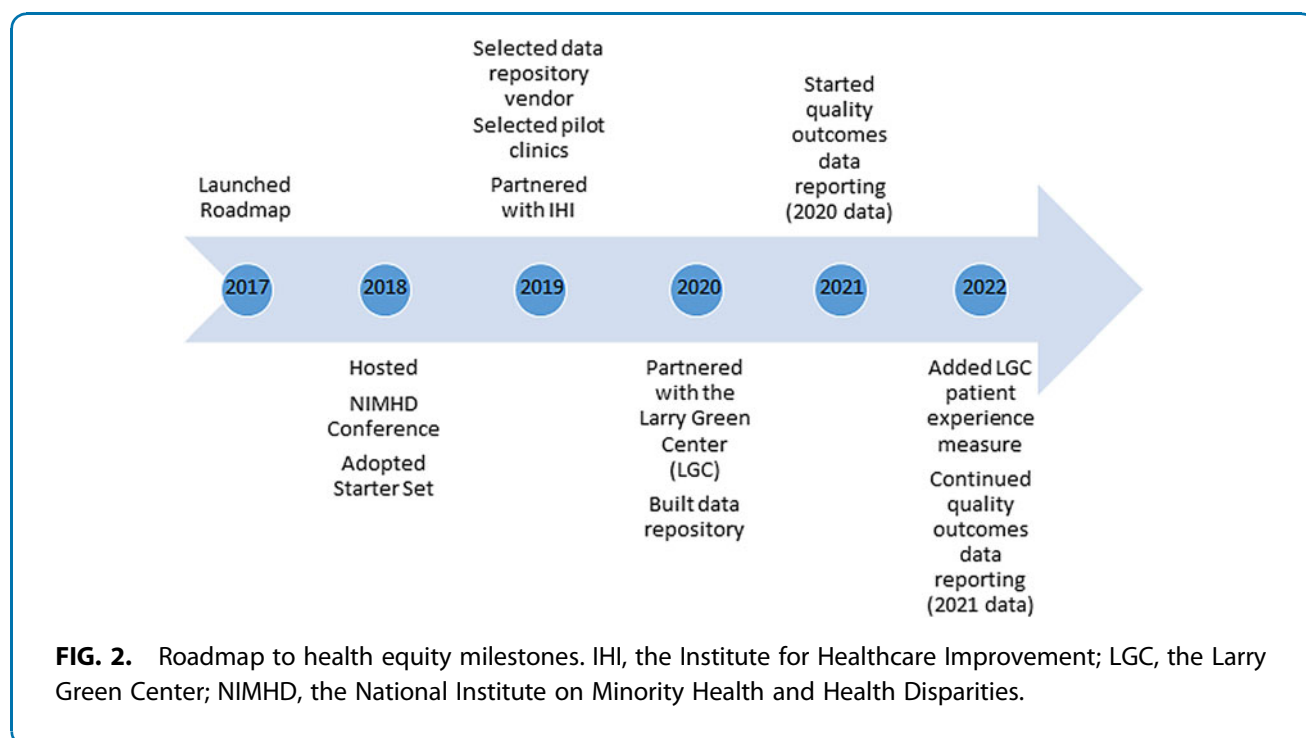 Launched
Roadmap
Selected data
repository
vendor
Selected pilot
clinics
Partnered
with IHI
Started
quality
outcomes
data
reporting
(2020 data)
2017
2018
2019
2020
2021
2022
Hosted
NIMHD
Conference
Adopted
Starter Set
Partnered
with the
Larry Green
Center
(LGC)
Built data
repository
Added LGC
patient
experience
measure
Continued
quality
outcomes
data
reporting
(2021 data)
FIG. 2. Roadmap to health equity milestones. IHI, the Institute for Healthcare Improvement; LGC, the Larry
Green Center; NIMHD, the National Institute on Minority Health and Health Disparities.